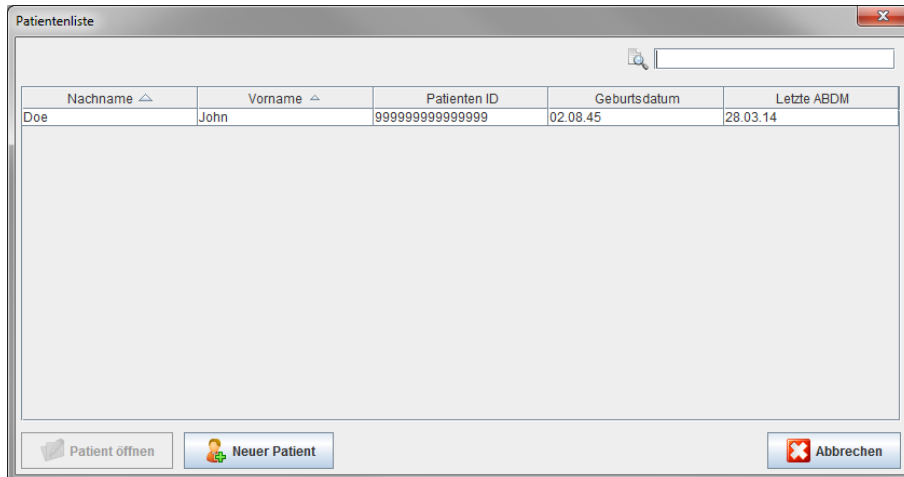 Patientenliste
Nachname Vorname Patienten ID Geburtsdatum Letzte ABDM
Doe John 999999999999999 02.08.45 28.03.14
Patient öffnen Neuer Patient Abbrechen